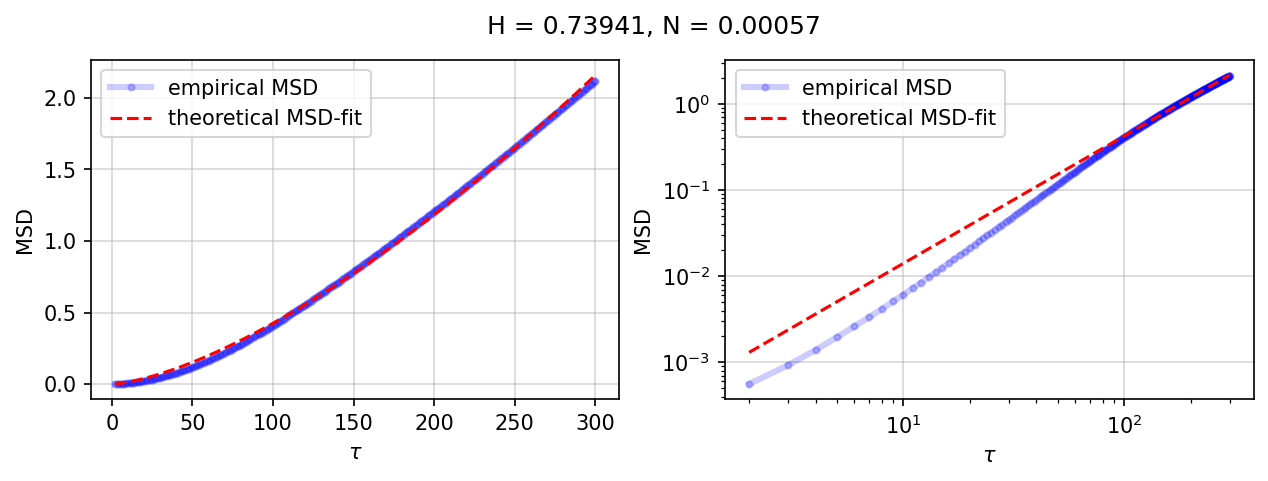 H = 0.73941, N = 0.00057
empirical MSD
theoretical MSD-fit
MSD
2.0
1.5
1.0
0.5
0.0
0 50 100 150 200 250 300
τ
empirical MSD
theoretical MSD-fit
MSD
10⁰
10⁻¹
10⁻²
10⁻³
10¹ 10²
τ